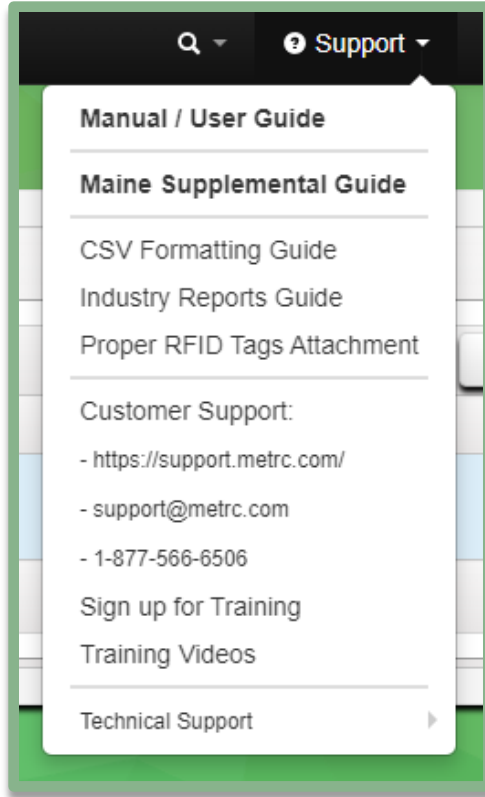 Support
Manual / User Guide
Maine Supplemental Guide
CSV Formatting Guide
Industry Reports Guide
Proper RFID Tags Attachment
Customer Support:
- https://support.metrc.com/
- support@metrc.com
- 1-877-566-6506
Sign up for Training
Training Videos
Technical Support